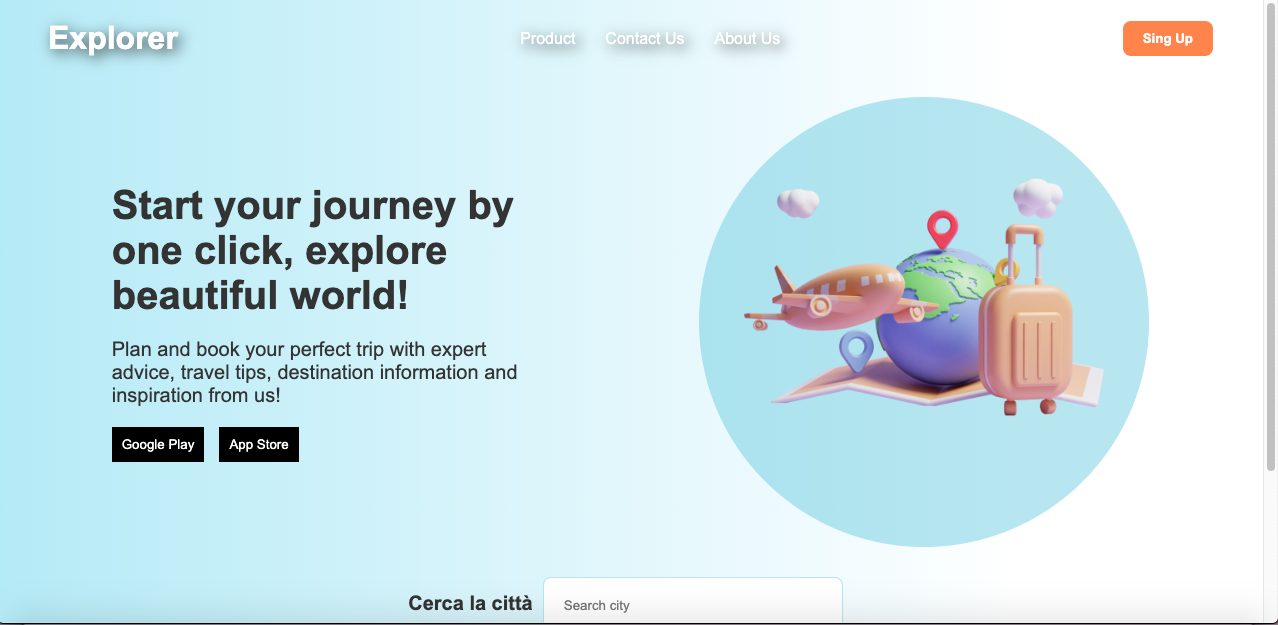 Explorer
Product
Contact Us
About Us
Sing Up
Start your journey by
one click, explore
beautiful world!
Plan and book your perfect trip with expert
advice, travel tips, destination information and
inspiration from us!
Google Play
App Store
Cerca la città
Search city